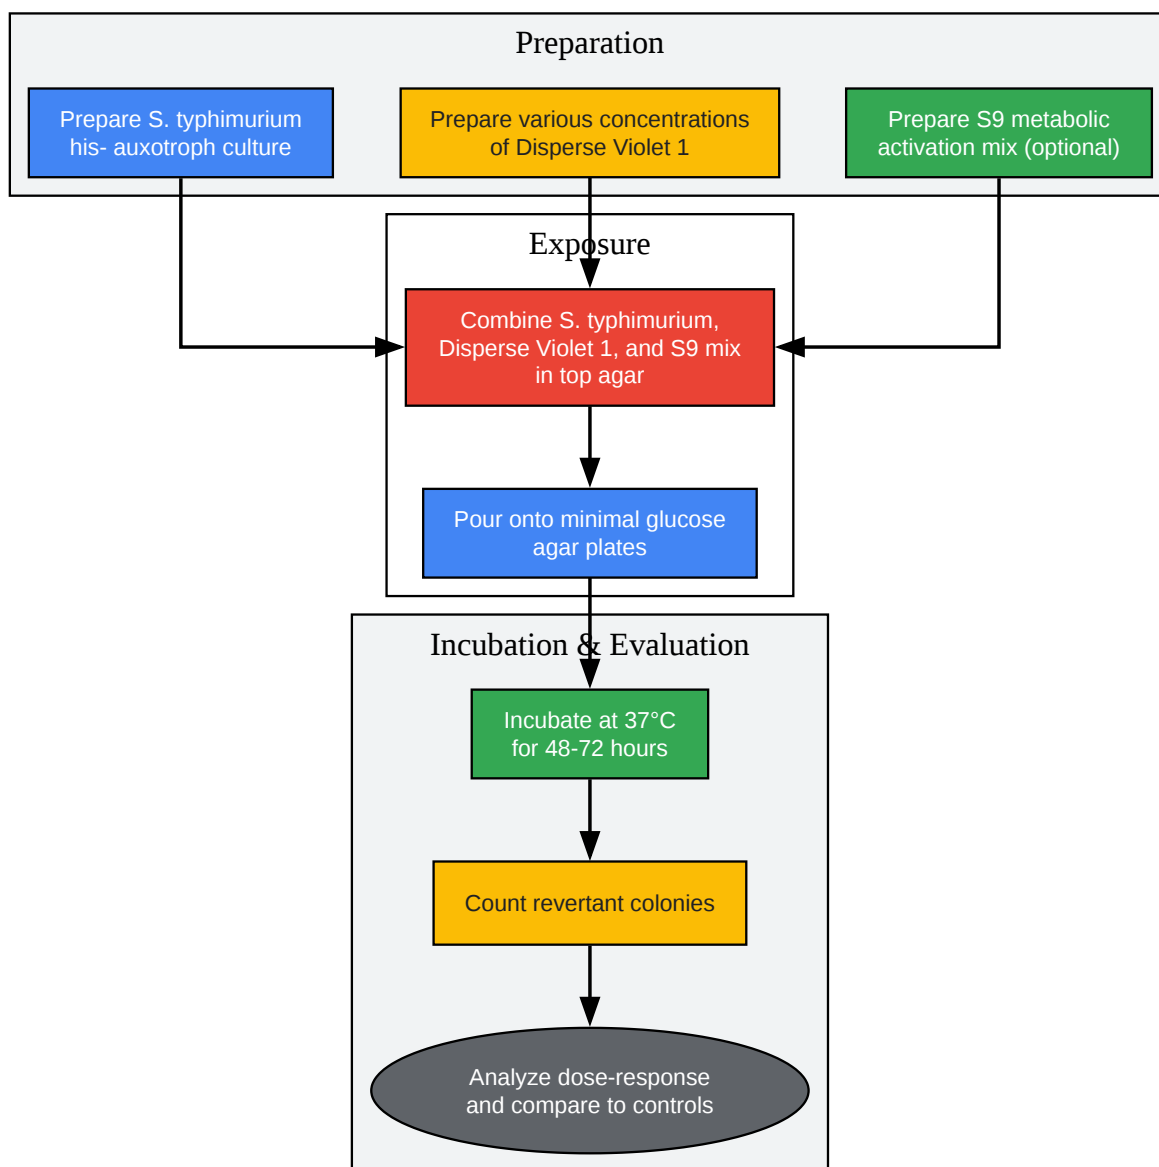 Preparation
Prepare S. typhimurium
his- auxotroph culture
Prepare various concentrations
of Disperse Violet 1
Prepare S9 metabolic
activation mix (optional)
Exposure
Combine S. typhimurium,
Disperse Violet 1, and S9 mix
in top agar
Pour onto minimal glucose
agar plates
Incubation & Evaluation
Incubate at 37°C
for 48-72 hours
Count revertant colonies
Analyze dose-response
and compare to controls